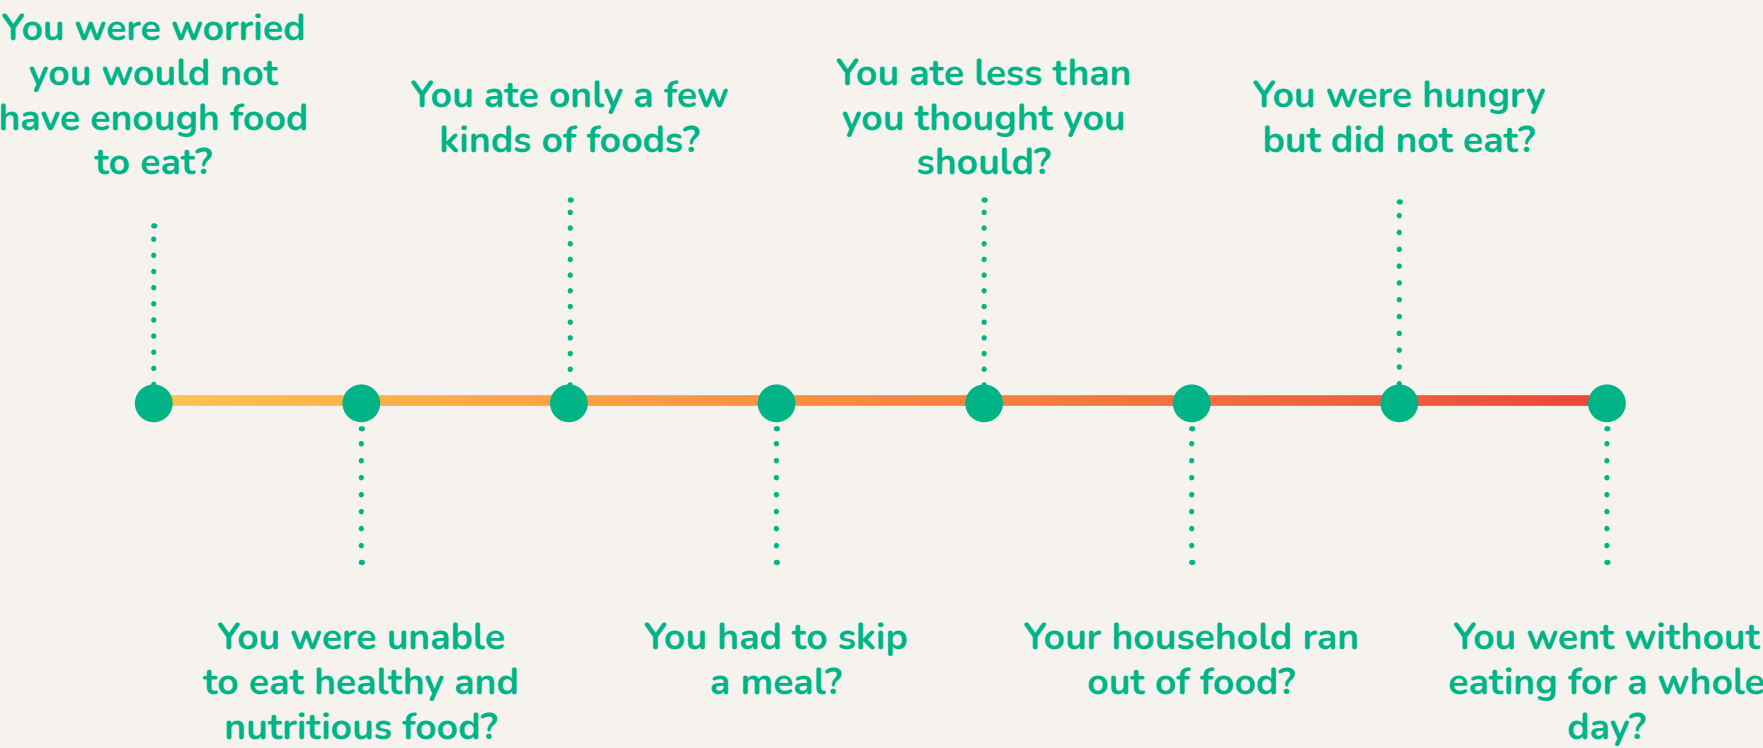 You were worried
you would not
have enough food
to eat?
You were unable
to eat healthy and
nutritious food?
You ate only a few
kinds of foods?
You had to skip
a meal?
You ate less than
you thought you
should?
Your household ran
out of food?
You were hungry
but did not eat?
You went without
eating for a whole
day?